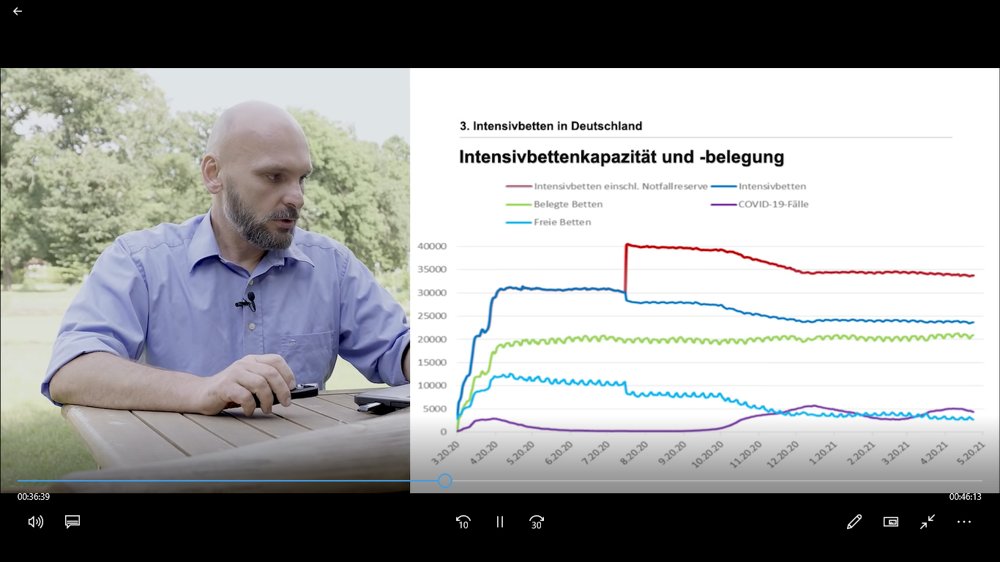 3. Intensivbetten in Deutschland
Intensivbettenkapazität und -belegung
Intensivbetten einschl. Notfallreserve Intensivbetten
Belegte Betten COVID-19-Fälle
Freie Betten
40000
35000
30000
25000
20000
15000
10000
5000
0
3.20.20 4.20.20 5.20.20 6.20.20 7.20.20 8.20.20 9.20.20 10.20.20 11.20.20 12.20.20 1.20.21 2.20.21 3.20.21 4.20.21 5.20.21
00:36:39 00:46:13
10 30